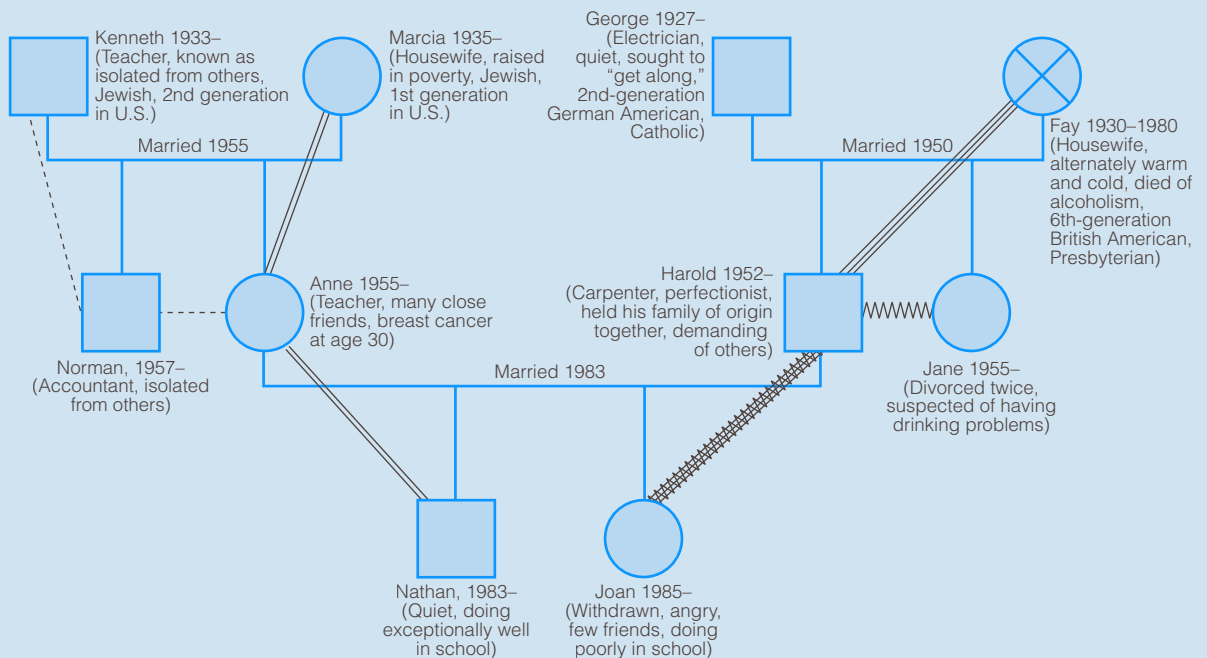 Kenneth 1933–
(Teacher, known as
isolated from others,
Jewish, 2nd generation
in U.S.)
Marcia 1935–
(Housewife, raised
in poverty, Jewish,
1st generation
in U.S.)
George 1927–
(Electrician,
quiet, sought to
“get along,”
2nd-generation
German American,
Catholic)
Fay 1930–1980
(Housewife,
alternately warm
and cold, died of
alcoholism,
6th-generation
British American,
Presbyterian)
Married 1955
Married 1950
Norman, 1957–
(Accountant, isolated
from others)
Anne 1955–
(Teacher, many close
friends, breast cancer
at age 30)
Harold 1952–
(Carpenter, perfectionist,
held his family of origin
together, demanding
of others)
Jane 1955–
(Divorced twice,
suspected of having
drinking problems)
Married 1983
Nathan, 1983–
(Quiet, doing
exceptionally well
in school)
Joan 1985–
(Withdrawn, angry,
few friends, doing
poorly in school)